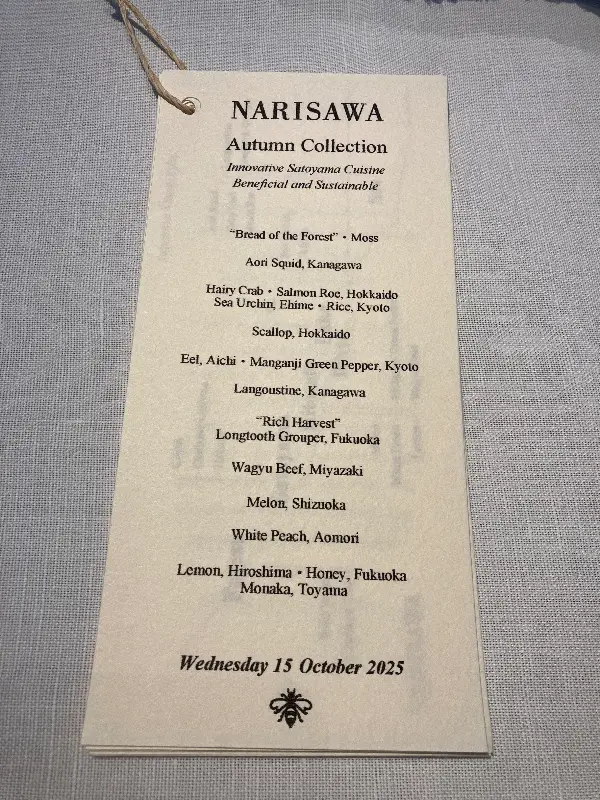 NARISAWA
Autumn Collection
Innovative Satoyama Cuisine
Beneficial and Sustainable
“Bread of the Forest”・Moss
Aori Squid, Kanagawa
Hairy Crab・Salmon Roe, Hokkaido
Sea Urchin, Ehime・Rice, Kyoto
Scallop, Hokkaido
Eel, Aichi・Manganji Green Pepper, Kyoto
Langoustine, Kanagawa
“Rich Harvest”
Longtooth Grouper, Fukuoka
Wagyu Beef, Miyazaki
Melon, Shizuoka
White Peach, Aomori
Lemon, Hiroshima・Honey, Fukuoka
Monaka, Toyama
Wednesday 15 October 2025